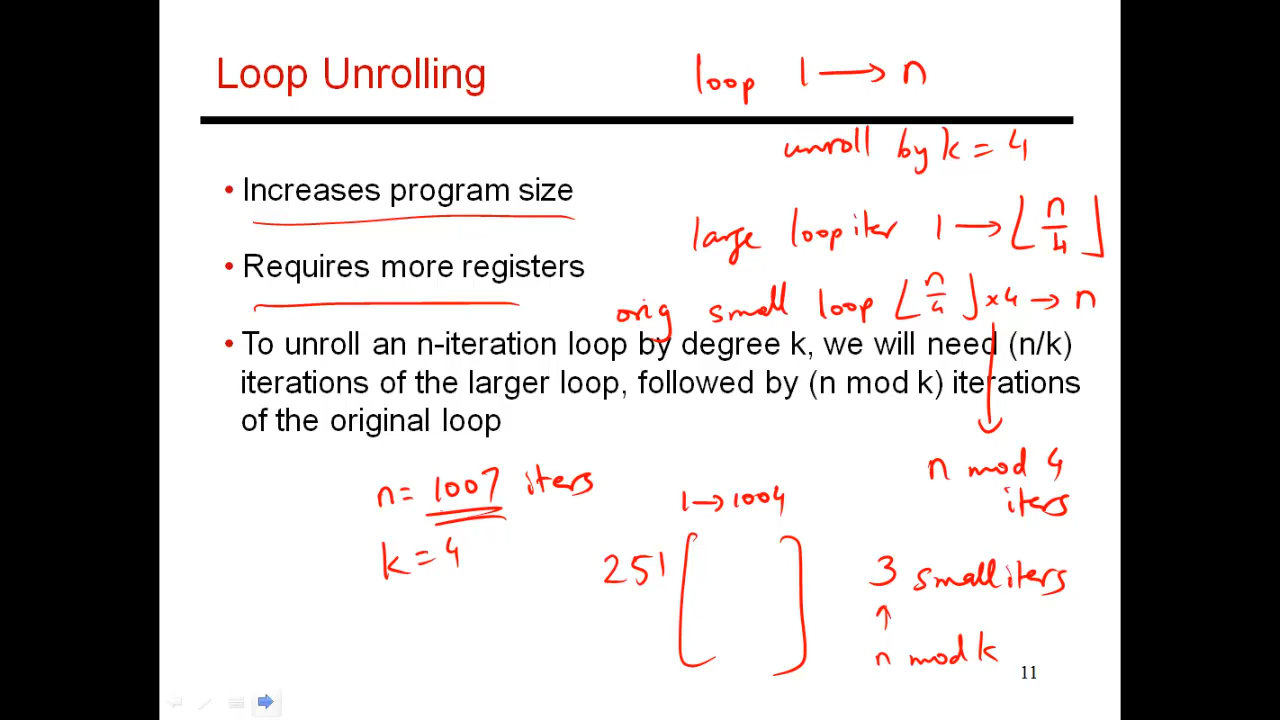 Loop Unrolling
loop 1 → n
unroll by k = 4
• Increases program size
large loop iter 1 → ⌊n/4⌋
• Requires more registers
orig small loop ⌊n/4⌋ × 4 → n
• To unroll an n-iteration loop by degree k, we will need (n/k)
iterations of the larger loop, followed by (n mod k) iterations
of the original loop
n mod 4
iters
n = 1007 iters
1 → 1004
k = 4
251
3 small iters
↑
n mod k
11